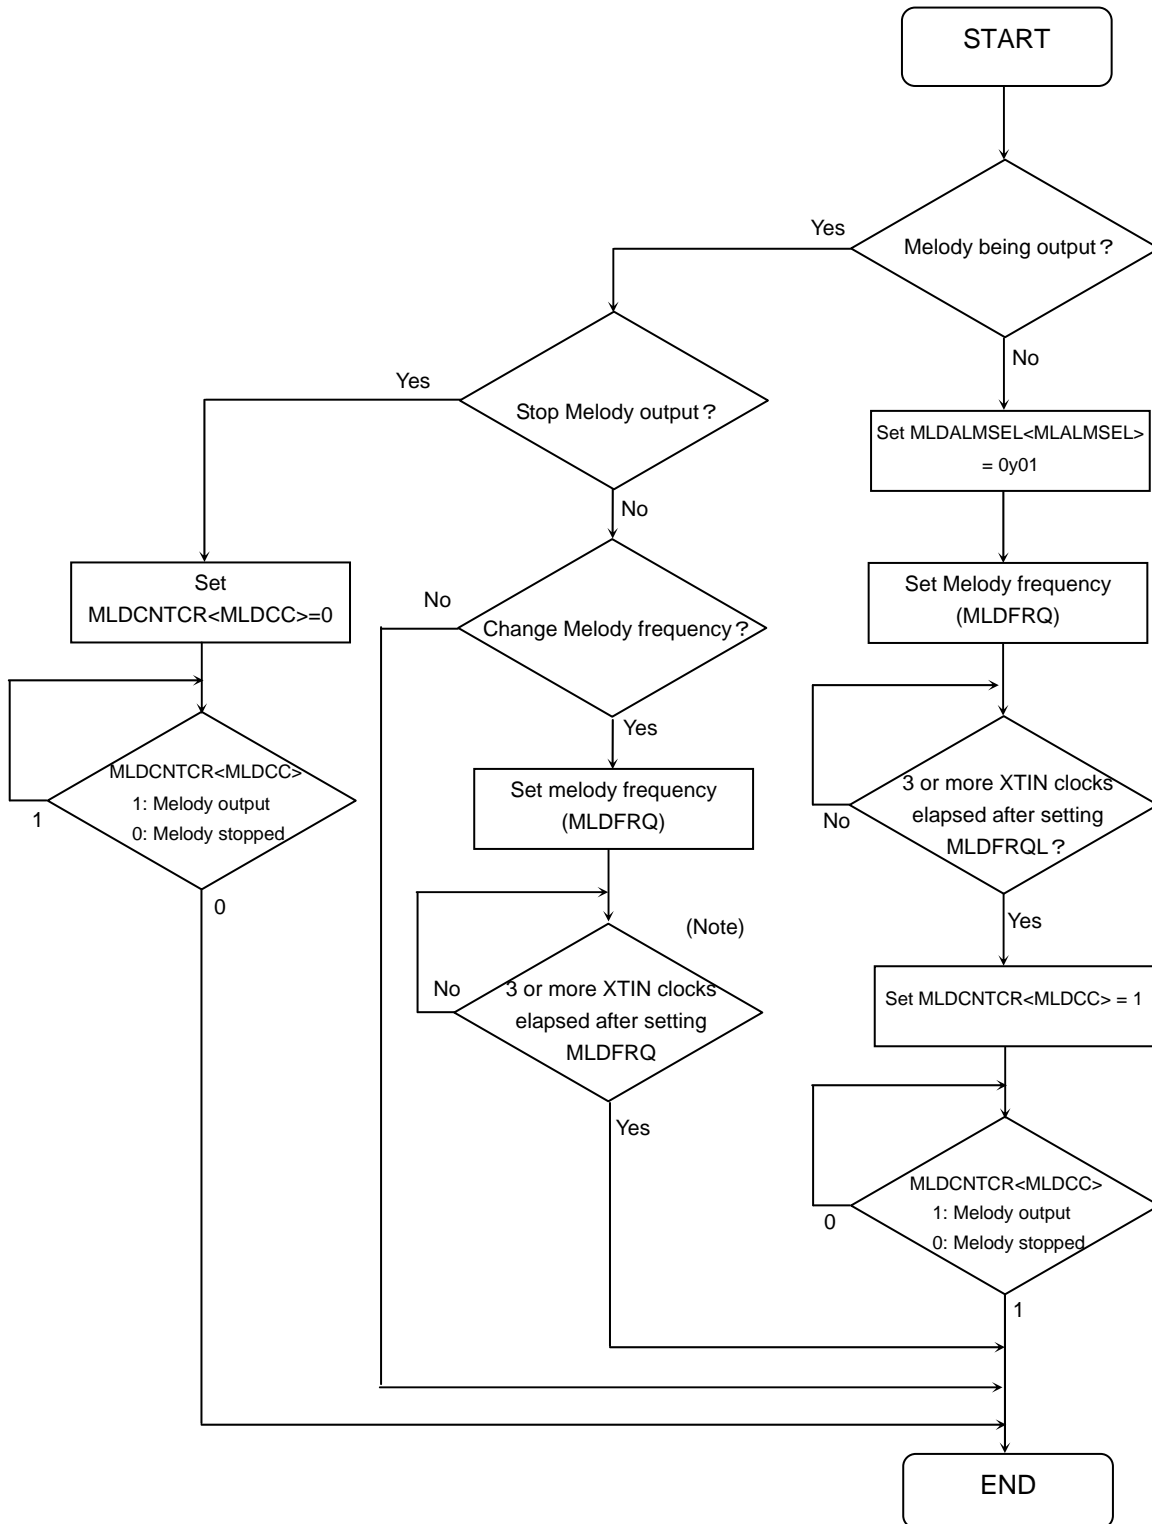 START
Yes
Melody being output？
No
Yes
Stop Melody output？
Set MLDALMSEL<MLALMSEL>
= 0y01
No
Set
MLDCNTCR<MLDCC>=0
No
Change Melody frequency？
Set Melody frequency
(MLDFRQ)
Yes
MLDCNTCR<MLDCC>
1: Melody output
0: Melody stopped
1
0
Set melody frequency
(MLDFRQ)
3 or more XTIN clocks
elapsed after setting
MLDFRQL？
No
Yes
(Note)
No
3 or more XTIN clocks
elapsed after setting
MLDFRQ
Yes
Set MLDCNTCR<MLDCC> = 1
MLDCNTCR<MLDCC>
1: Melody output
0: Melody stopped
0
1
END